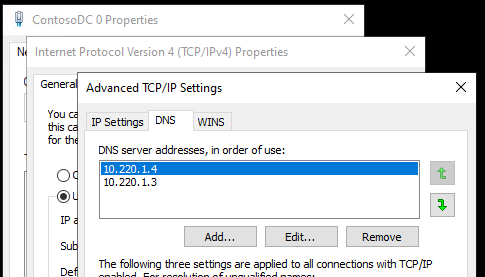 ContosoDC 0 Properties
Internet Protocol Version 4 (TCP/IPv4) Properties
Advanced TCP/IP Settings
General
IP Settings
DNS
WINS
You ca
this ca
for the
DNS server addresses, in order of use:
10.220.1.4
10.220.1.3
IP a
Sub
Add...
Edit...
Remove
Defa
The following three settings are applied to all connections with TCP/IP
enabled. For resolution of unqualified names: